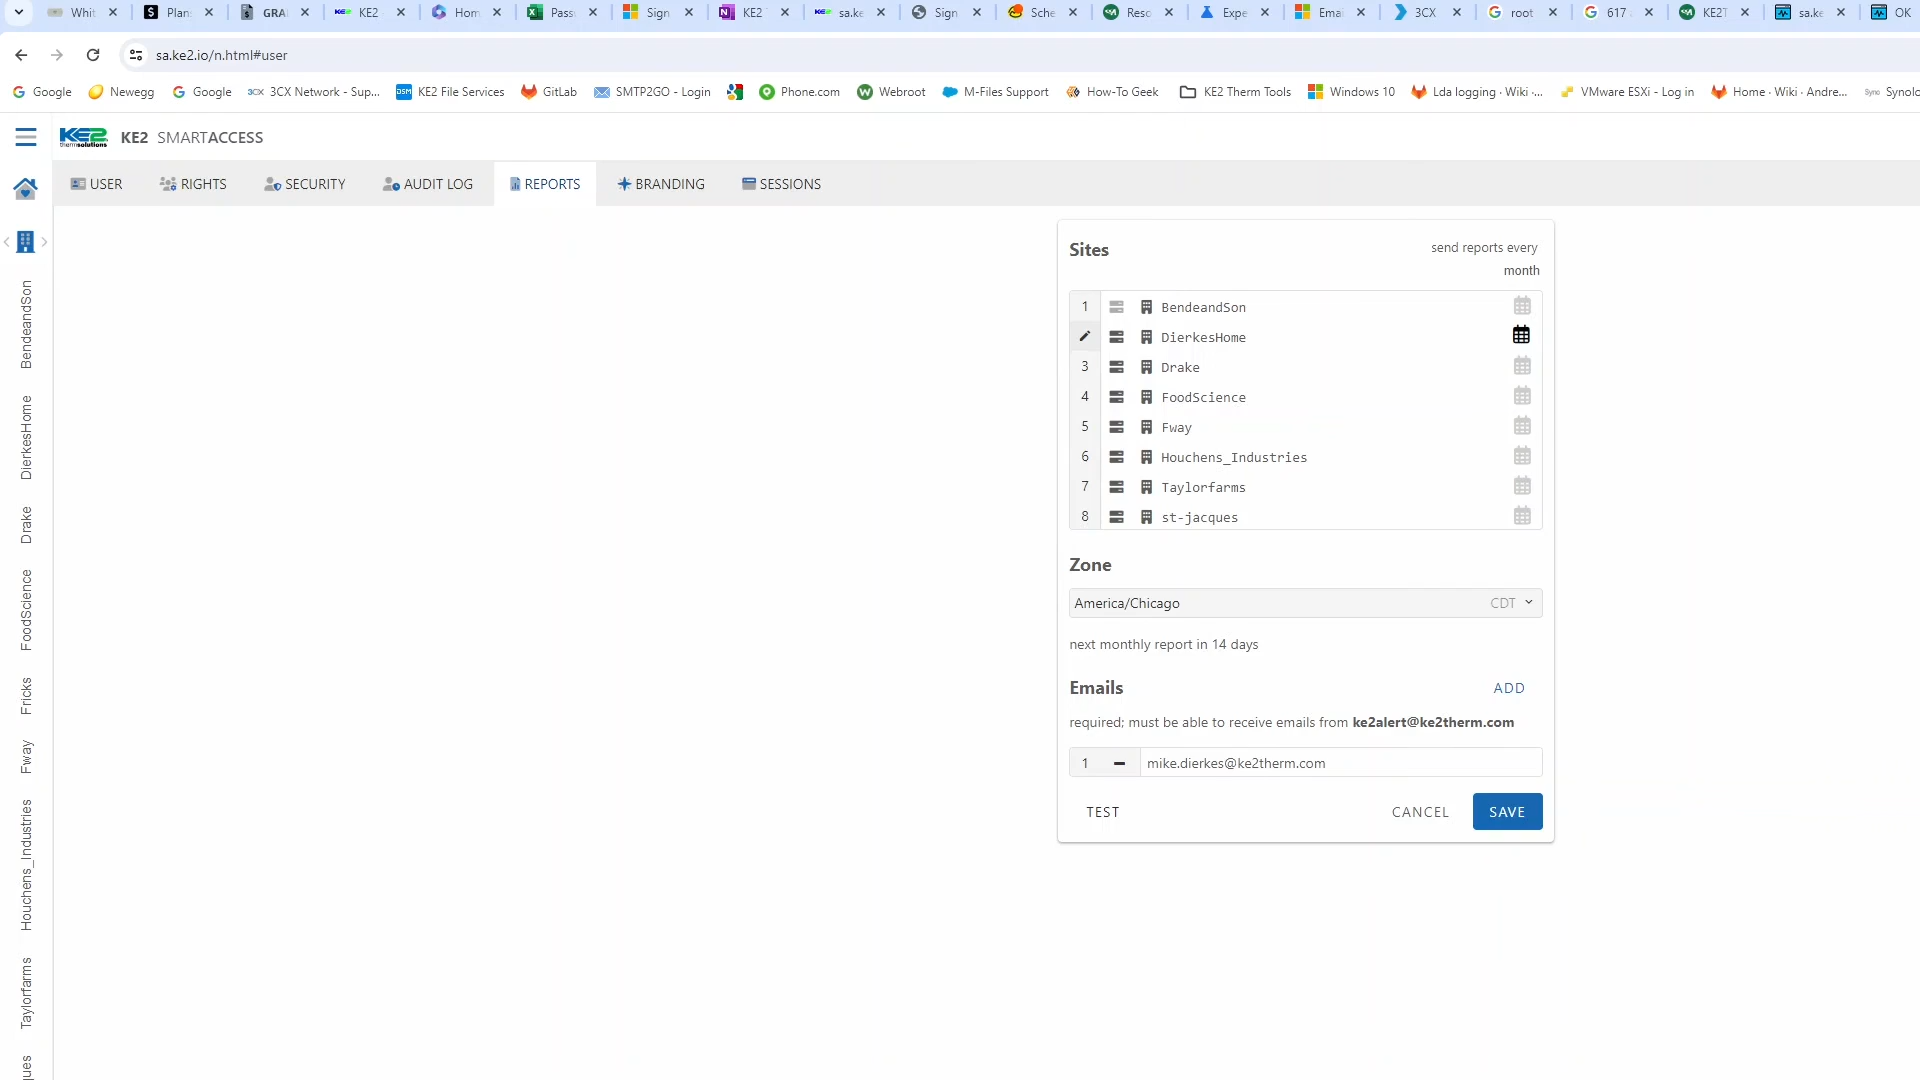 Whit
Plan
GRA
KE2
Hom
Pass
Sign
KE2
sa.ke
Sign
Sche
Reso
Expe
Emai
3CX
root
617
KE2T
sa.ke
OK
sa.ke2.io/n.html#user
Google
Newegg
Google
3CX Network - Sup...
KE2 File Services
GitLab
SMTP2GO - Login
Phone.com
Webroot
M-Files Support
How-To Geek
KE2 Therm Tools
Windows 10
Lda logging · Wiki ·...
VMware ESXi - Log in
Home · Wiki · Andre...
Synolo
KE2 SMARTACCESS
USER
RIGHTS
SECURITY
AUDIT LOG
REPORTS
BRANDING
SESSIONS
BendeandSon
DierkesHome
Drake
FoodScience
Fricks
Fway
Houchens_Industries
Taylorfarms
ques
Sites
send reports every
month
1 BendeandSon
DierkesHome
3 Drake
4 FoodScience
5 Fway
6 Houchens_Industries
7 Taylorfarms
8 st-jacques
Zone
America/Chicago CDT
next monthly report in 14 days
Emails ADD
required; must be able to receive emails from ke2alert@ke2therm.com
1 mike.dierkes@ke2therm.com
TEST CANCEL SAVE